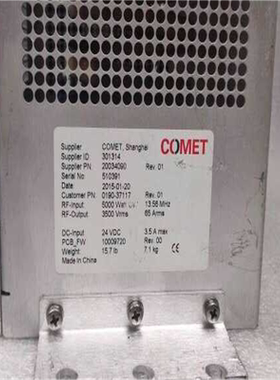 COMET
Supplier COMET, Shanghai
Supplier ID 301314
Supplier PN 20034090 Rev. 01
Serial No 510391
Date 2015-01-20
Customer PN 0190-37117 Rev. 01
RF-Input 5000 Watt 13.56 MHz
RF-Output 3500 Vrms 65 Arms
DC-Input 24 VDC 3.5 A max
PCB_FW 10009720 Rev. 00
Weight 15.7 lb 7.1 kg CE
Made in China